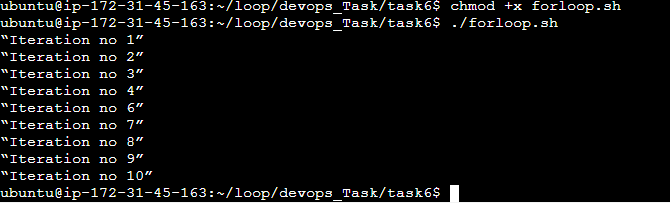 ubuntu@ip-172-31-45-163:~/loop/devops_Task/task6$ chmod +x forloop.sh
ubuntu@ip-172-31-45-163:~/loop/devops_Task/task6$ ./forloop.sh
“Iteration no 1”
“Iteration no 2”
“Iteration no 3”
“Iteration no 4”
“Iteration no 6”
“Iteration no 7”
“Iteration no 8”
“Iteration no 9”
“Iteration no 10”
ubuntu@ip-172-31-45-163:~/loop/devops_Task/task6$